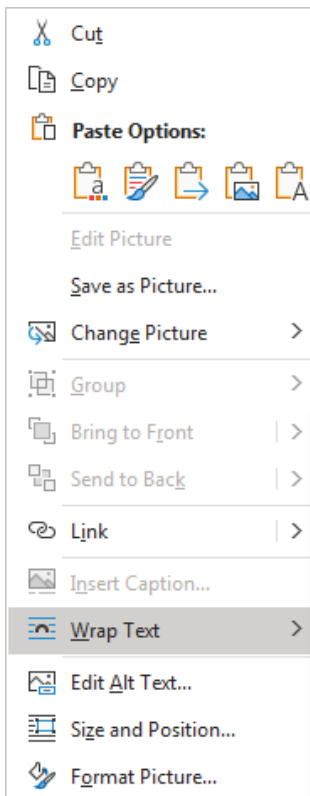 Cut
Copy
Paste Options:
a A
Edit Picture
Save as Picture...
Change Picture
Group
Bring to Front
Send to Back
Link
Insert Caption...
Wrap Text
Edit Alt Text...
Size and Position...
Format Picture...